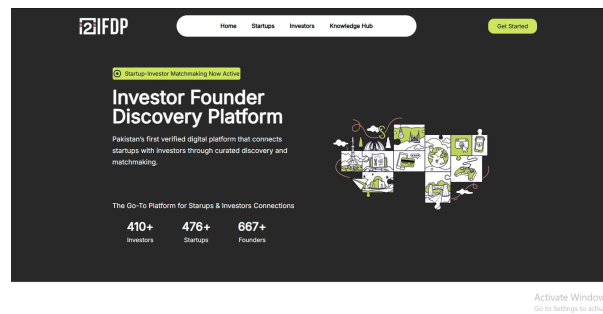 i2i IFDP
Home Startups Investors Knowledge Hub
Get Started
Startup-Investor Matchmaking Now Active
Investor Founder
Discovery Platform
Pakistan's first verified digital platform that connects
startups with investors through curated discovery and
matchmaking.
The Go-To Platform for Starups & Investors Connections
410+ 476+ 667+
Investors Startups Founders
Activate Window
Go to Settings to activa